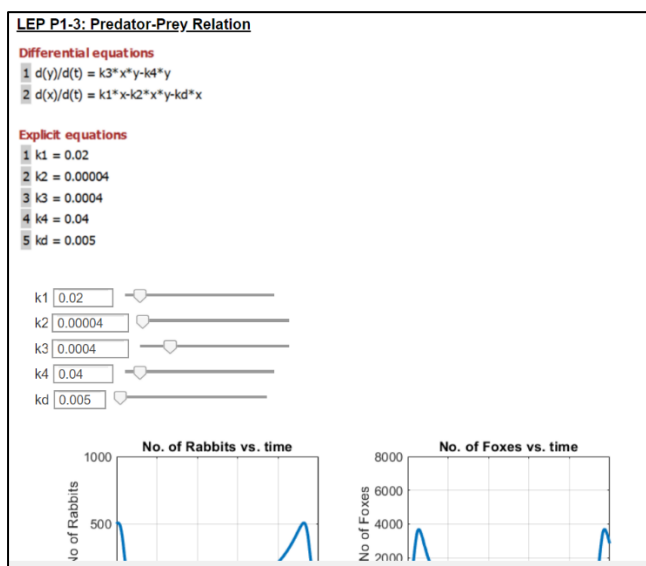 LEP P1-3: Predator-Prey Relation
Differential equations
1 d(y)/d(t) = k3*x*y-k4*y
2 d(x)/d(t) = k1*x-k2*x*y-kd*x
Explicit equations
1 k1 = 0.02
2 k2 = 0.00004
3 k3 = 0.0004
4 k4 = 0.04
5 kd = 0.005
k1 0.02
k2 0.00004
k3 0.0004
k4 0.04
kd 0.005
No. of Rabbits vs. time
No. of Foxes vs. time
1000
500
No of Rabbits
8000
6000
4000
2000
No of Foxes